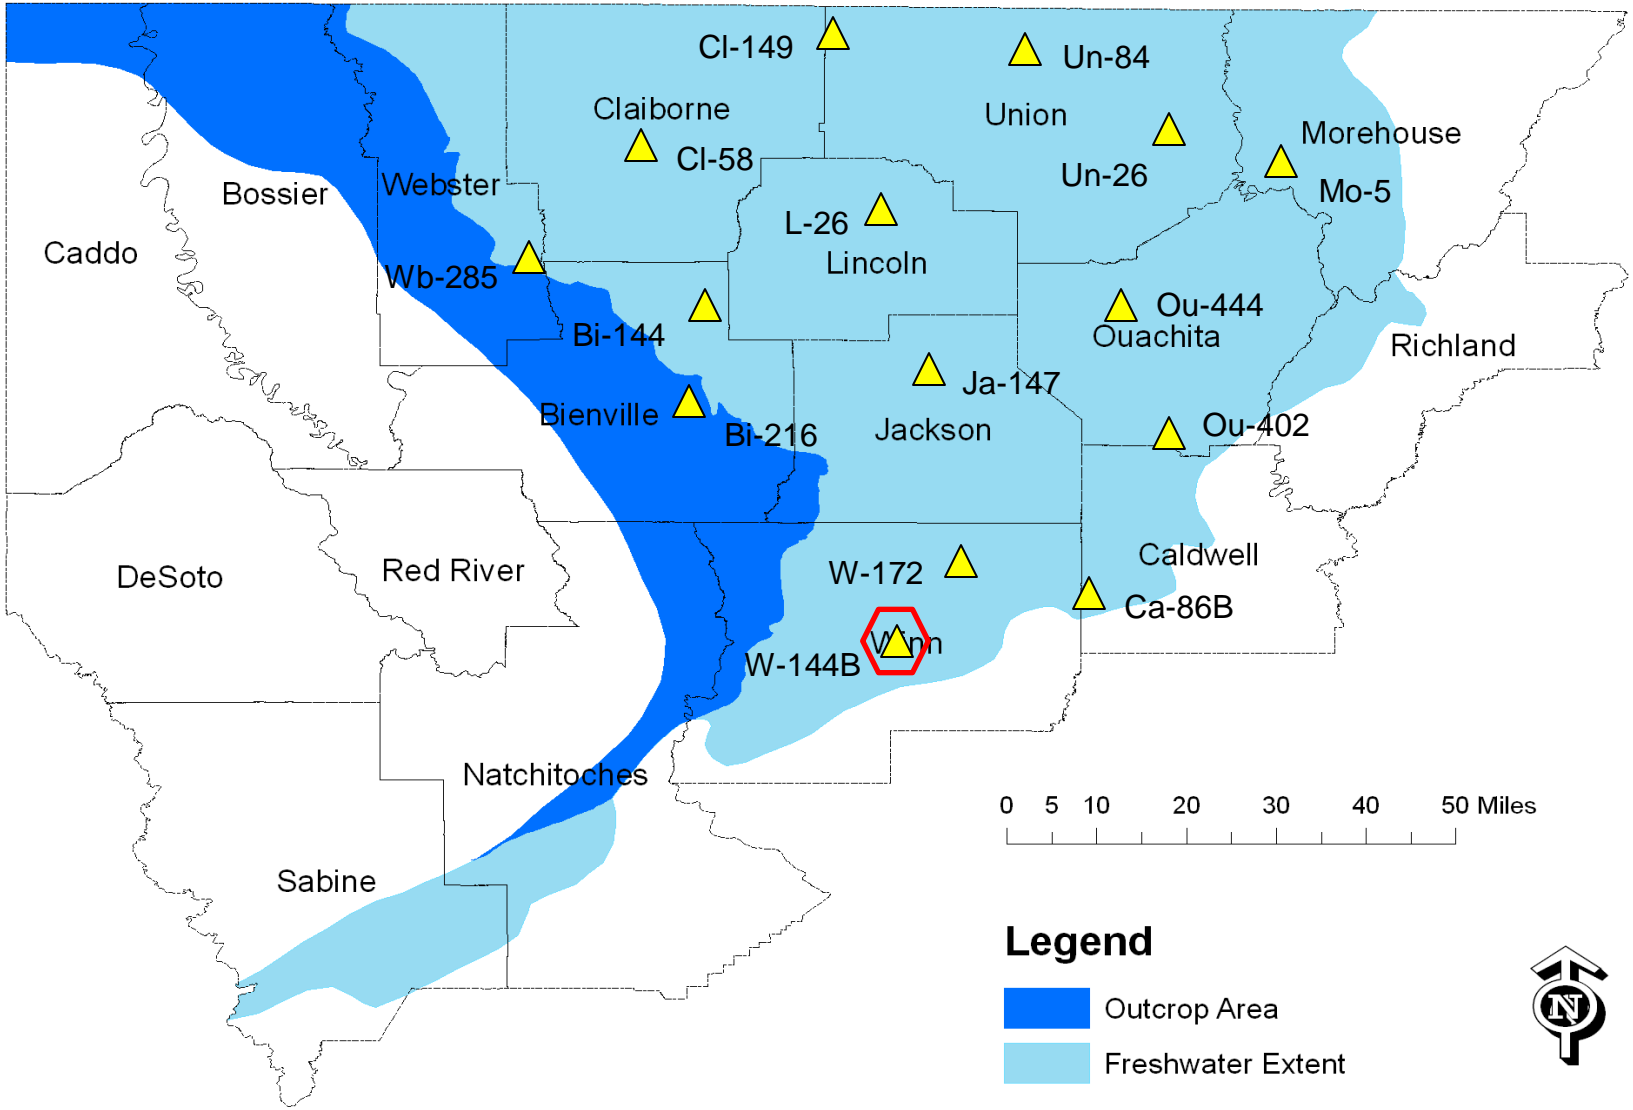 Cl-149
Un-84
Claiborne
Union
Morehouse
Cl-58
Un-26
Webster
Bossier
Mo-5
L-26
Caddo
Lincoln
Wb-285
Ou-444
Bi-144
Ouachita
Richland
Ja-147
Bienville
Bi-216
Jackson
Ou-402
Caldwell
Red River
W-172
DeSoto
Ca-86B
Winn
W-144B
Natchitoches
0 5 10 20 30 40 50 Miles
Sabine
Legend
Outcrop Area
N
Freshwater Extent